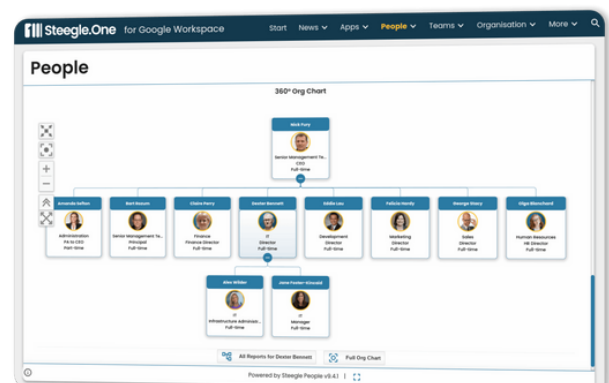 Steegle.One for Google Workspace
Start News Apps People Teams Organisation More
People
360° Org Chart
Nick Fury
Senior Management Te...
CEO
Full-time
Amanda Sefton Bart Rozum Claire Perry Dexter Bennett Eddie Lau Felicia Hardy George Stacy Olga Blanchard
Administration Senior Management Te... Finance IT Development Marketing Sales Human Resources
PA to CEO Principal Finance Director Director Director Director Director HR Director
Part-time Full-time Full-time Full-time Full-time Full-time Full-time Full-time
Alex Wilder Jane Foster-Kincaid
IT IT
Infrastructure Administr... Manager
Full-time Full-time
All Reports for Dexter Bennett Full Org Chart
Powered by Steegle People v9.4.1